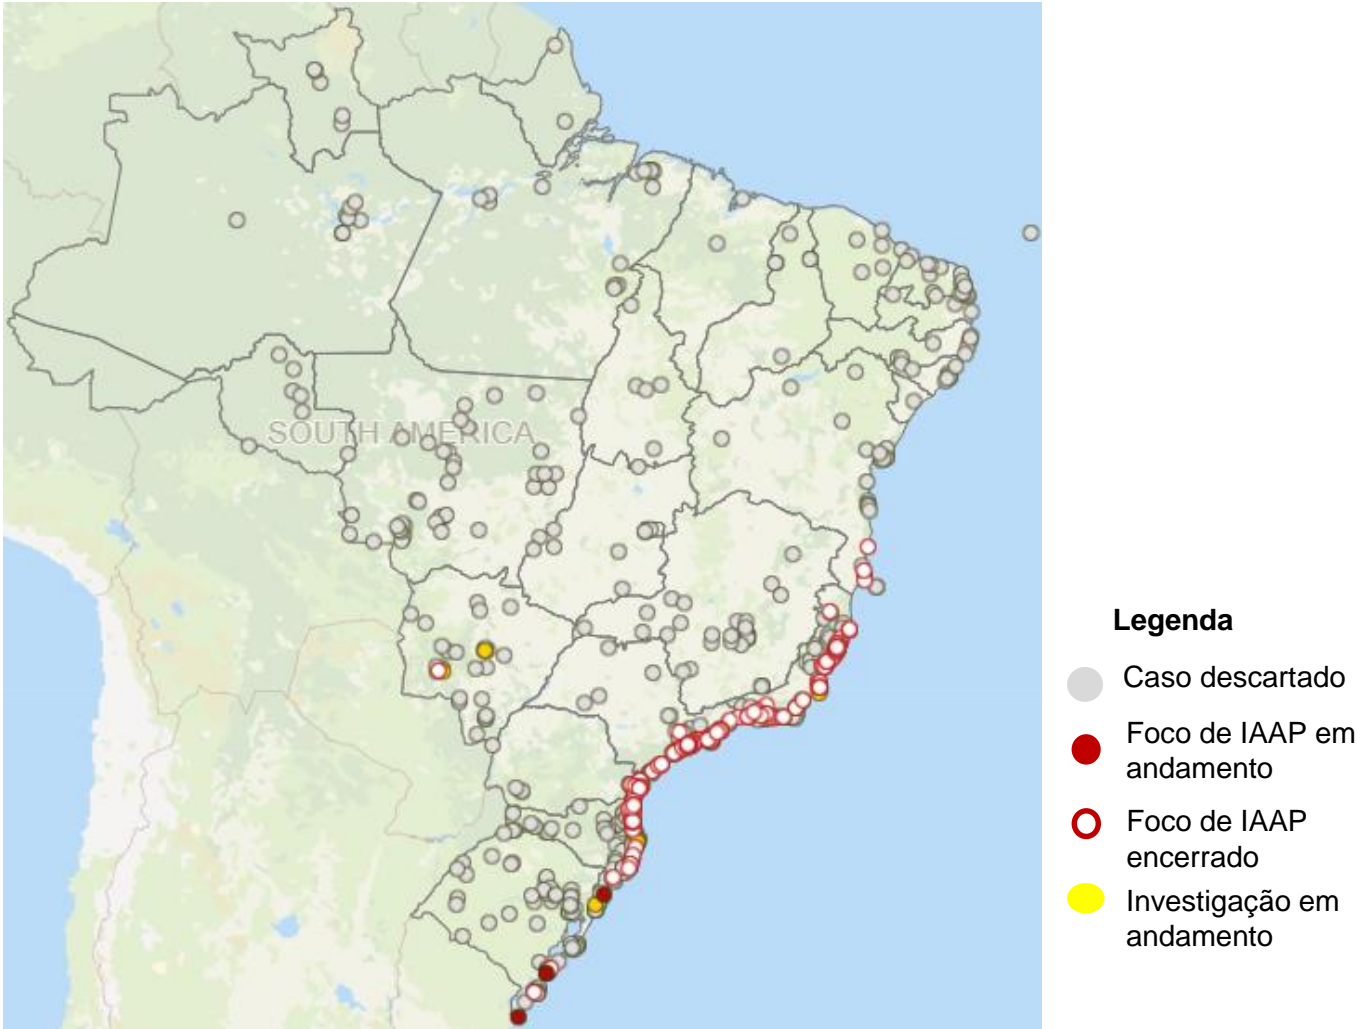 SOUTH AMERICA
Legenda
Caso descartado
Foco de IAAP em
andamento
Foco de IAAP
encerrado
Investigação em
andamento